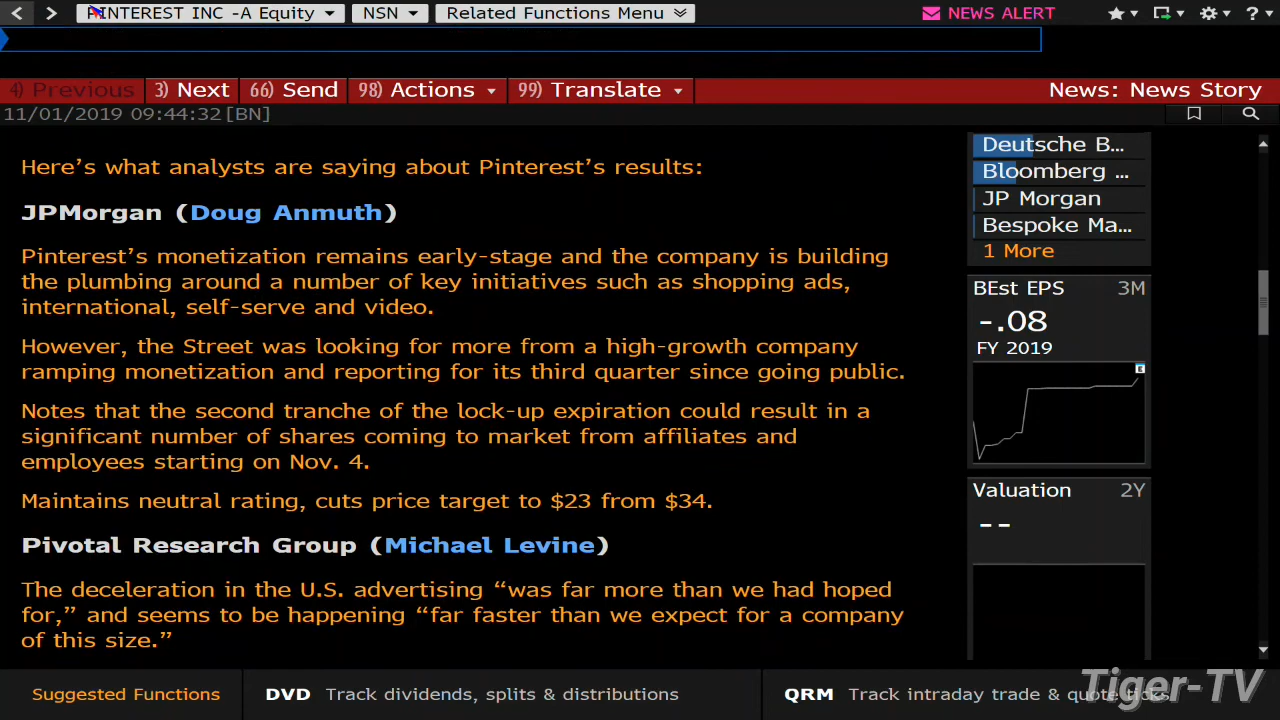 PINTEREST INC -A Equity NSN Related Functions Menu NEWS ALERT ?
4) Previous 3) Next 66) Send 98) Actions 99) Translate News: News Story
11/01/2019 09:44:32 [BN]
Here's what analysts are saying about Pinterest's results:
JPMorgan (Doug Anmuth)
Pinterest's monetization remains early-stage and the company is building
the plumbing around a number of key initiatives such as shopping ads,
international, self-serve and video.
However, the Street was looking for more from a high-growth company
ramping monetization and reporting for its third quarter since going public.
Notes that the second tranche of the lock-up expiration could result in a
significant number of shares coming to market from affiliates and
employees starting on Nov. 4.
Maintains neutral rating, cuts price target to $23 from $34.
Pivotal Research Group (Michael Levine)
The deceleration in the U.S. advertising “was far more than we had hoped
for,” and seems to be happening “far faster than we expect for a company
of this size.”
Deutsche B...
Bloomberg ...
JP Morgan
Bespoke Ma...
1 More
BEst EPS 3M
-.08
FY 2019
E
Valuation 2Y
--
Suggested Functions DVD Track dividends, splits & distributions QRM Track intraday trade & quote ticks
Tiger-TV